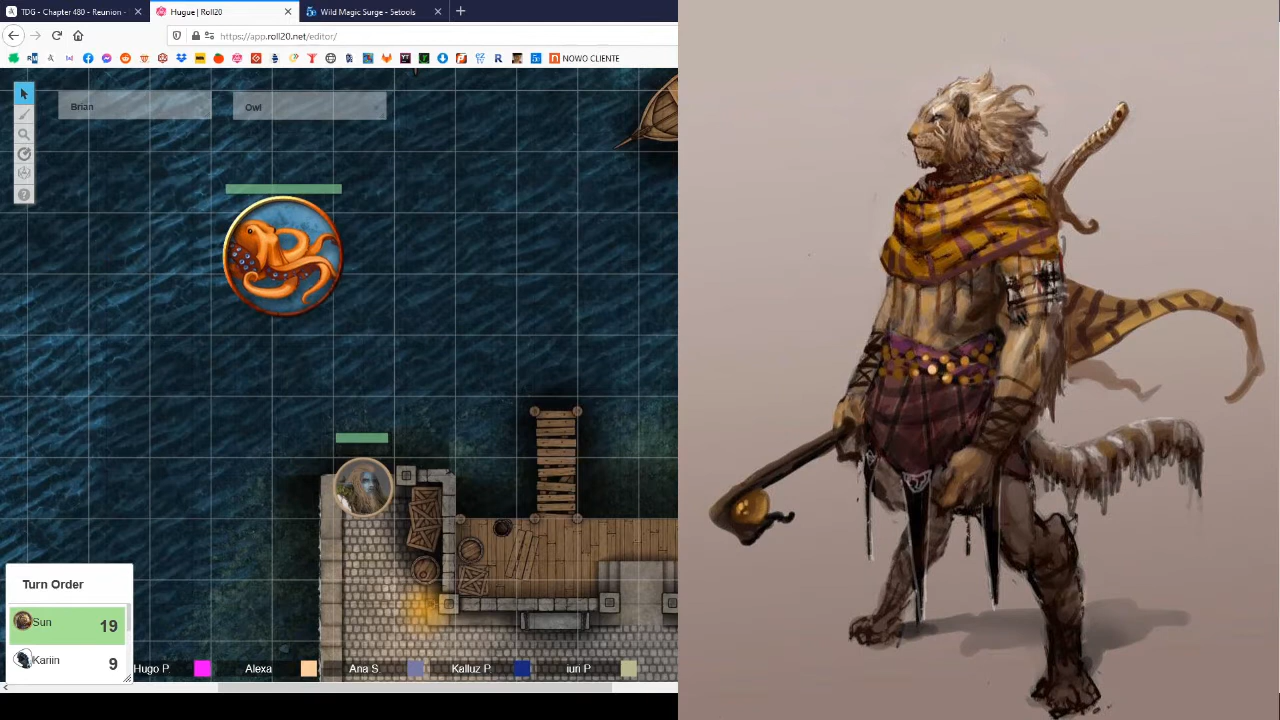 TDG - Chapter 480 - Reunion -
Hugue | Roll20
Wild Magic Surge - 5etools
https://app.roll20.net/editor/
NOWO CLIENTE
Brian
Owl
Turn Order
Sun 19
Kariin 9
Hugo P
Alexa
Ana S
Kalluz P
iuri P